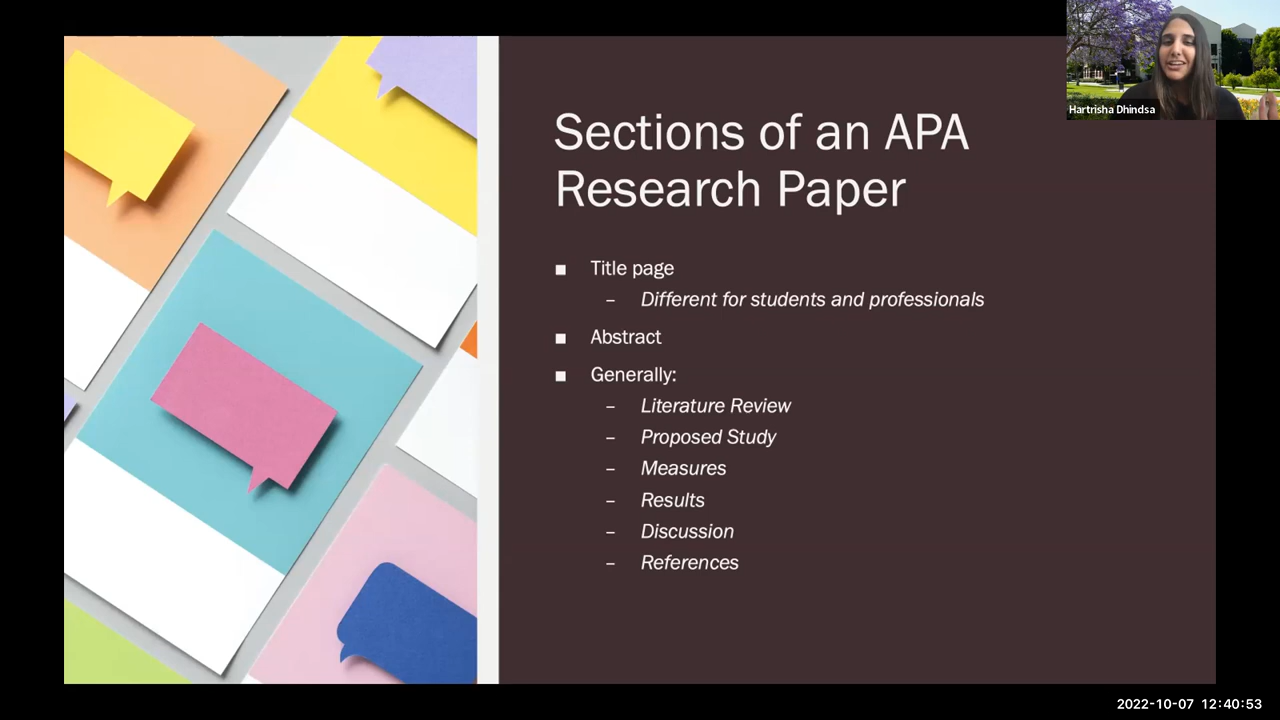 Hartrisha Dhindsa
Sections of an APA
Research Paper
■ Title page
– Different for students and professionals
■ Abstract
■ Generally:
– Literature Review
– Proposed Study
– Measures
– Results
– Discussion
– References
2022-10-07 12:40:53